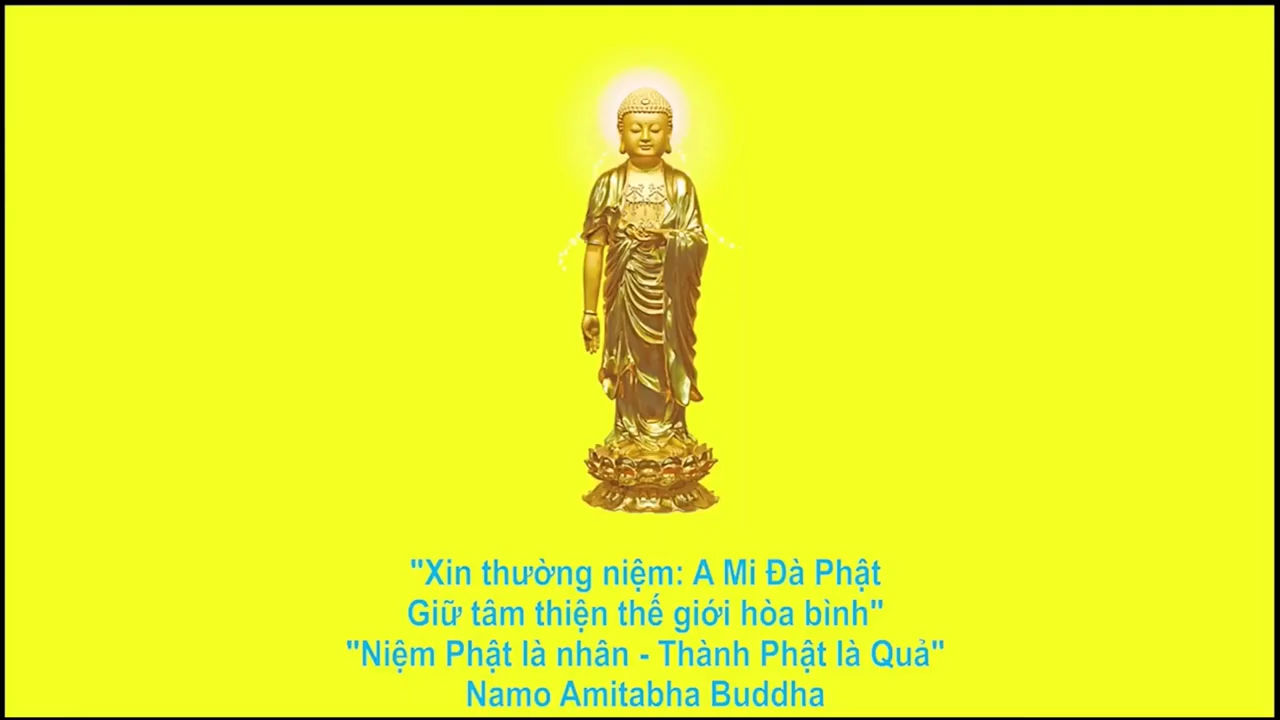 "Xin thường niệm: A Mi Đà Phật
Giữ tâm thiện thế giới hòa bình"
"Niệm Phật là nhân - Thành Phật là Quả"
Namo Amitabha Buddha